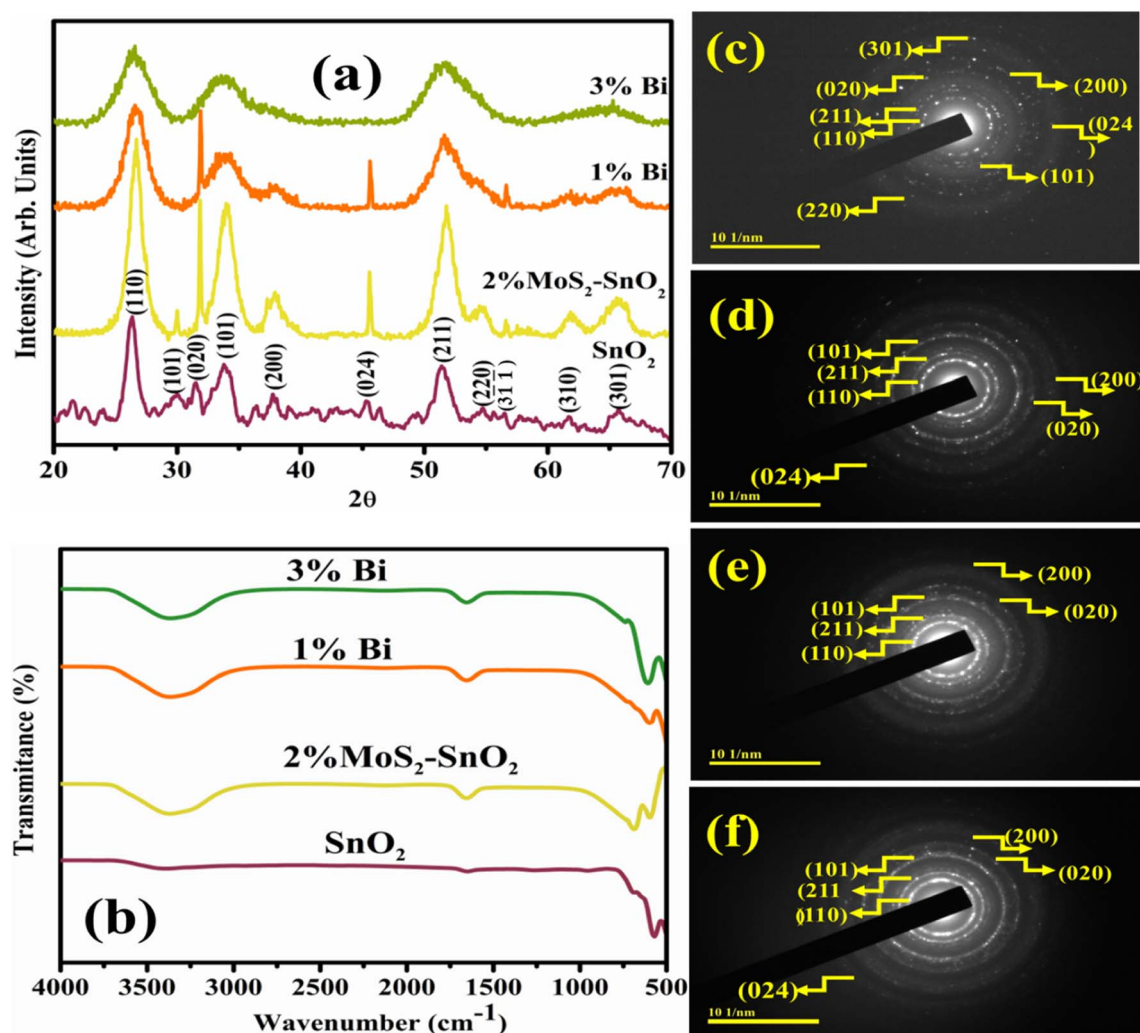 (a)
3% Bi
1% Bi
2%MoS₂-SnO₂
SnO₂
(110)
(101)
(020)
(101)
(200)
(024)
(211)
(220)
(31 1)
(310)
(301)
Intensity (Arb. Units)
20 30 40 50 60 70
2θ
(b)
3% Bi
1% Bi
2%MoS₂-SnO₂
SnO₂
Transmitance (%)
4000 3500 3000 2500 2000 1500 1000 500
Wavenumber (cm⁻¹)
(c)
(301)
(020)
(200)
(211)
(110)
(024
)
(101)
(220)
10 1/nm
(d)
(101)
(211)
(110)
(200)
(020)
(024)
10 1/nm
(e)
(200)
(101)
(020)
(211)
(110)
10 1/nm
(f)
(200)
(101)
(020)
(211
)110)
(024)
10 1/nm